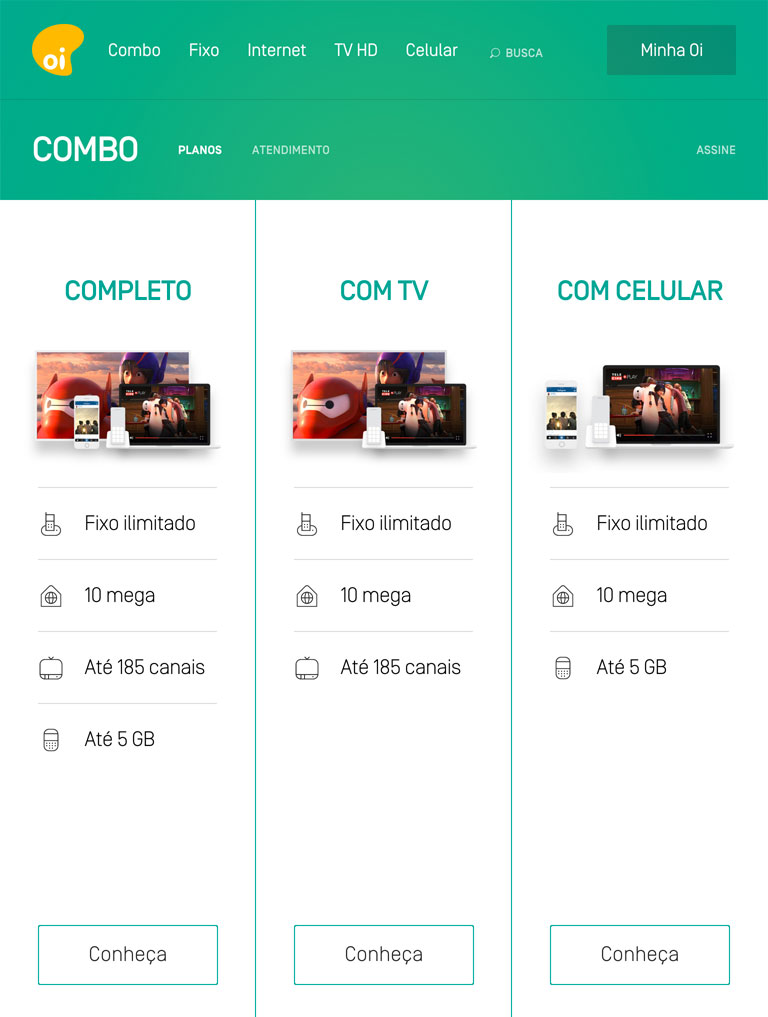 oi
Combo Fixo Internet TV HD Celular BUSCA Minha Oi
COMBO PLANOS ATENDIMENTO ASSINE
COMPLETO
Fixo ilimitado
10 mega
Até 185 canais
Até 5 GB
Conheça
COM TV
Fixo ilimitado
10 mega
Até 185 canais
Conheça
COM CELULAR
Fixo ilimitado
10 mega
Até 5 GB
Conheça